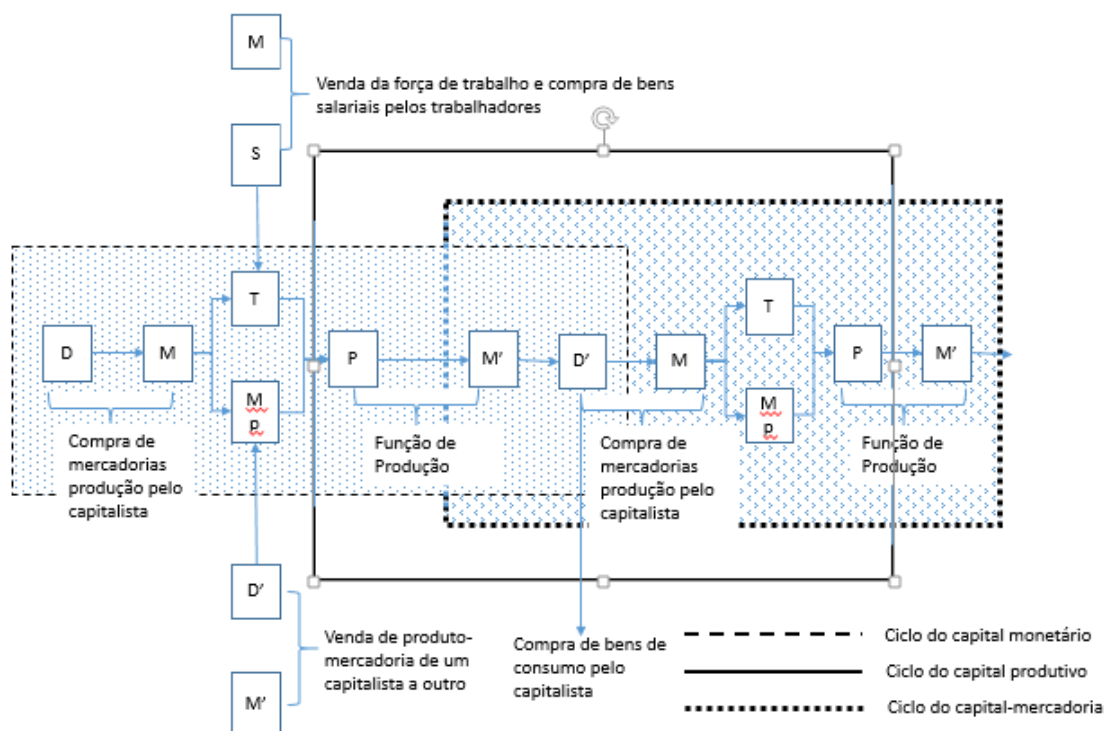 M
Venda da força de trabalho e compra de bens
salariais pelos trabalhadores
S
T
T
D
M
P
M'
D'
M
P
M'
M
p
M
p
Compra de
mercadorias
produção pelo
capitalista
Função de
Produção
Compra de
mercadorias
produção pelo
capitalista
Função de
Produção
D'
Venda de produto-
mercadoria de um
capitalista a outro
M'
Compra de bens de
consumo pelo
capitalista
Ciclo do capital monetário
Ciclo do capital produtivo
Ciclo do capital-mercadoria